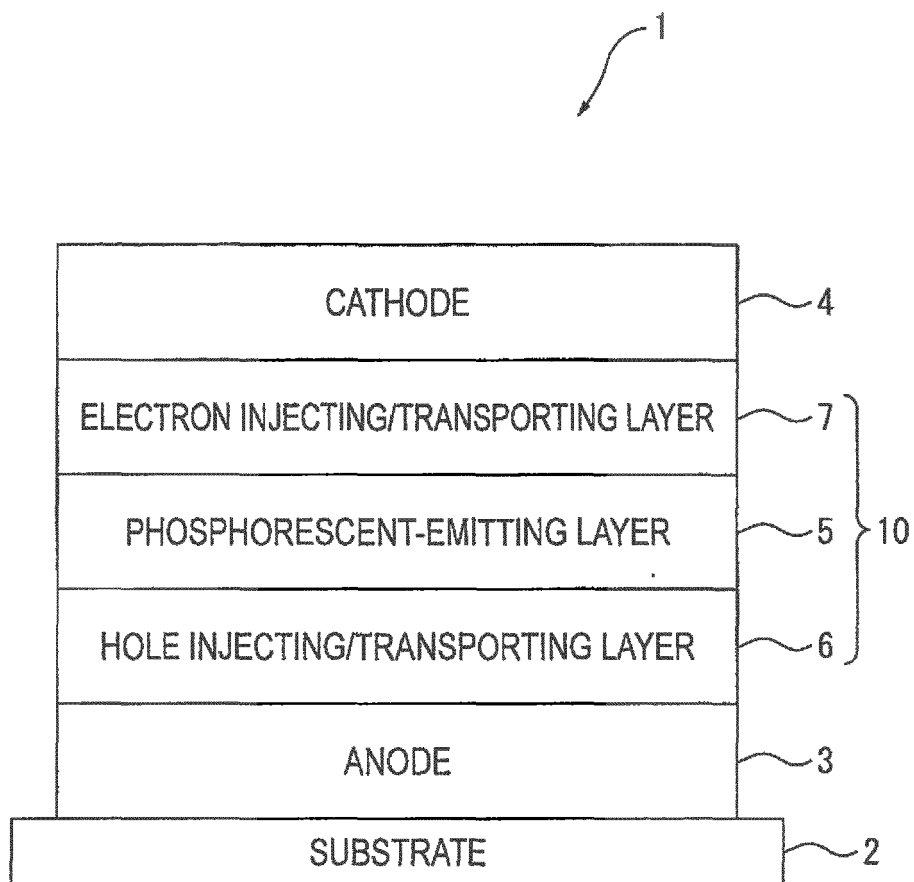 1
CATHODE 4
ELECTRON INJECTING/TRANSPORTING LAYER 7
PHOSPHORESCENT-EMITTING LAYER 5 10
HOLE INJECTING/TRANSPORTING LAYER 6
ANODE 3
SUBSTRATE 2